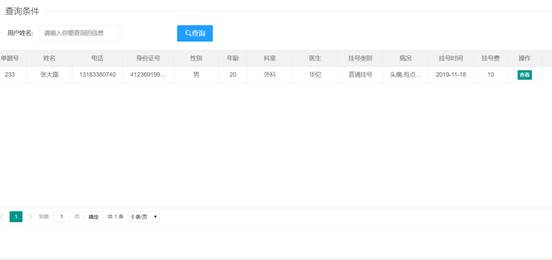 查询条件
用户姓名: 请输入你要查询的信息 查询
单据号 姓名 电话 身份证号 性别 年龄 科室 医生 挂号类别 病况 挂号时间 挂号费 操作
233 张大磊 13183380740 412369199... 男 20 外科 华佗 普通挂号 头痛,有点... 2019-11-18 10 查看
1 到第 1 页 确定 共 1 条 5 条/页